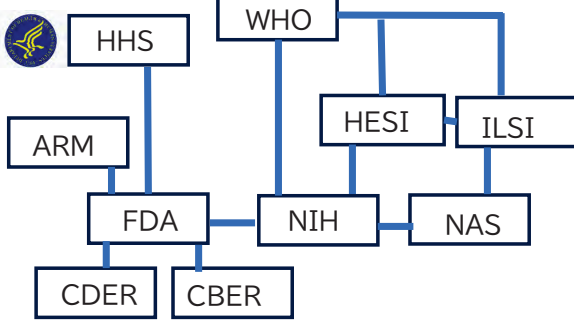 WHO
HHS
HESI
ILSI
ARM
FDA
NIH
NAS
CDER
CBER